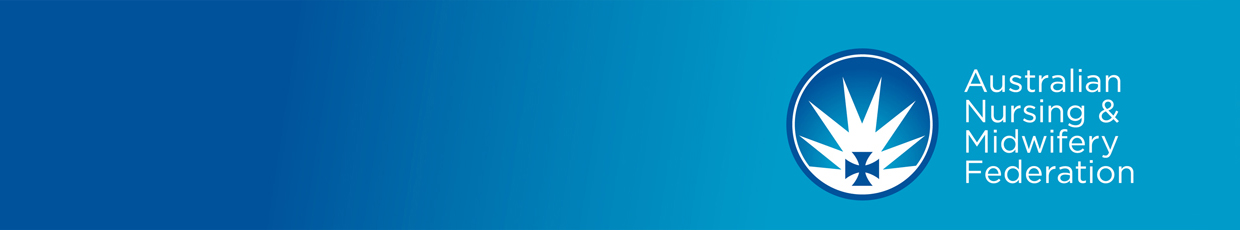 Australian
Nursing &
Midwifery
Federation